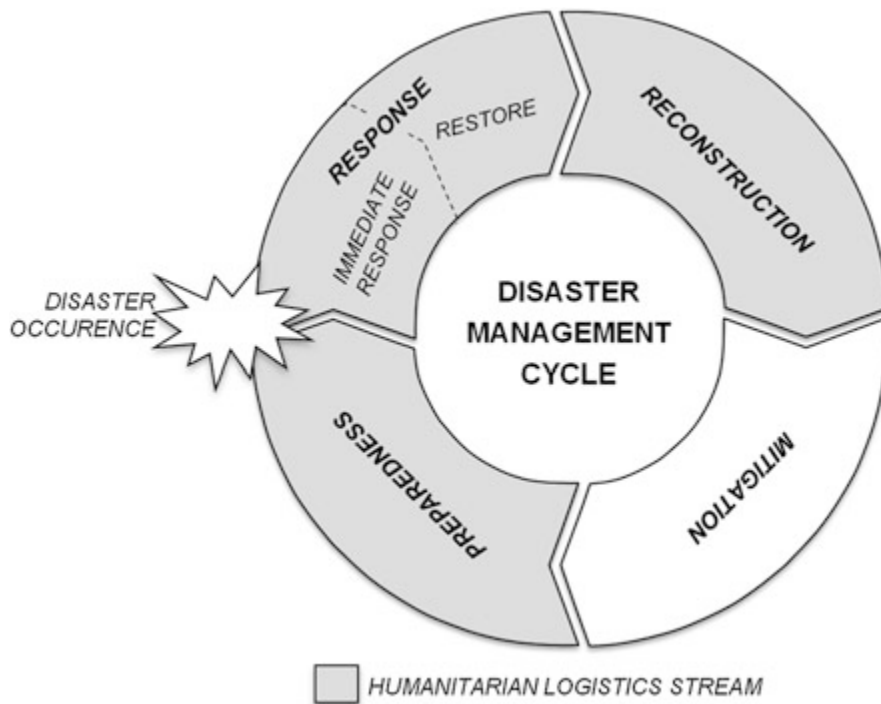 RESPONSE
RESTORE
IMMEDIATE
RESPONSE
RECONSTRUCTION
DISASTER
OCCURENCE
DISASTER
MANAGEMENT
CYCLE
PREPAREDNESS
MITIGATION
HUMANITARIAN LOGISTICS STREAM